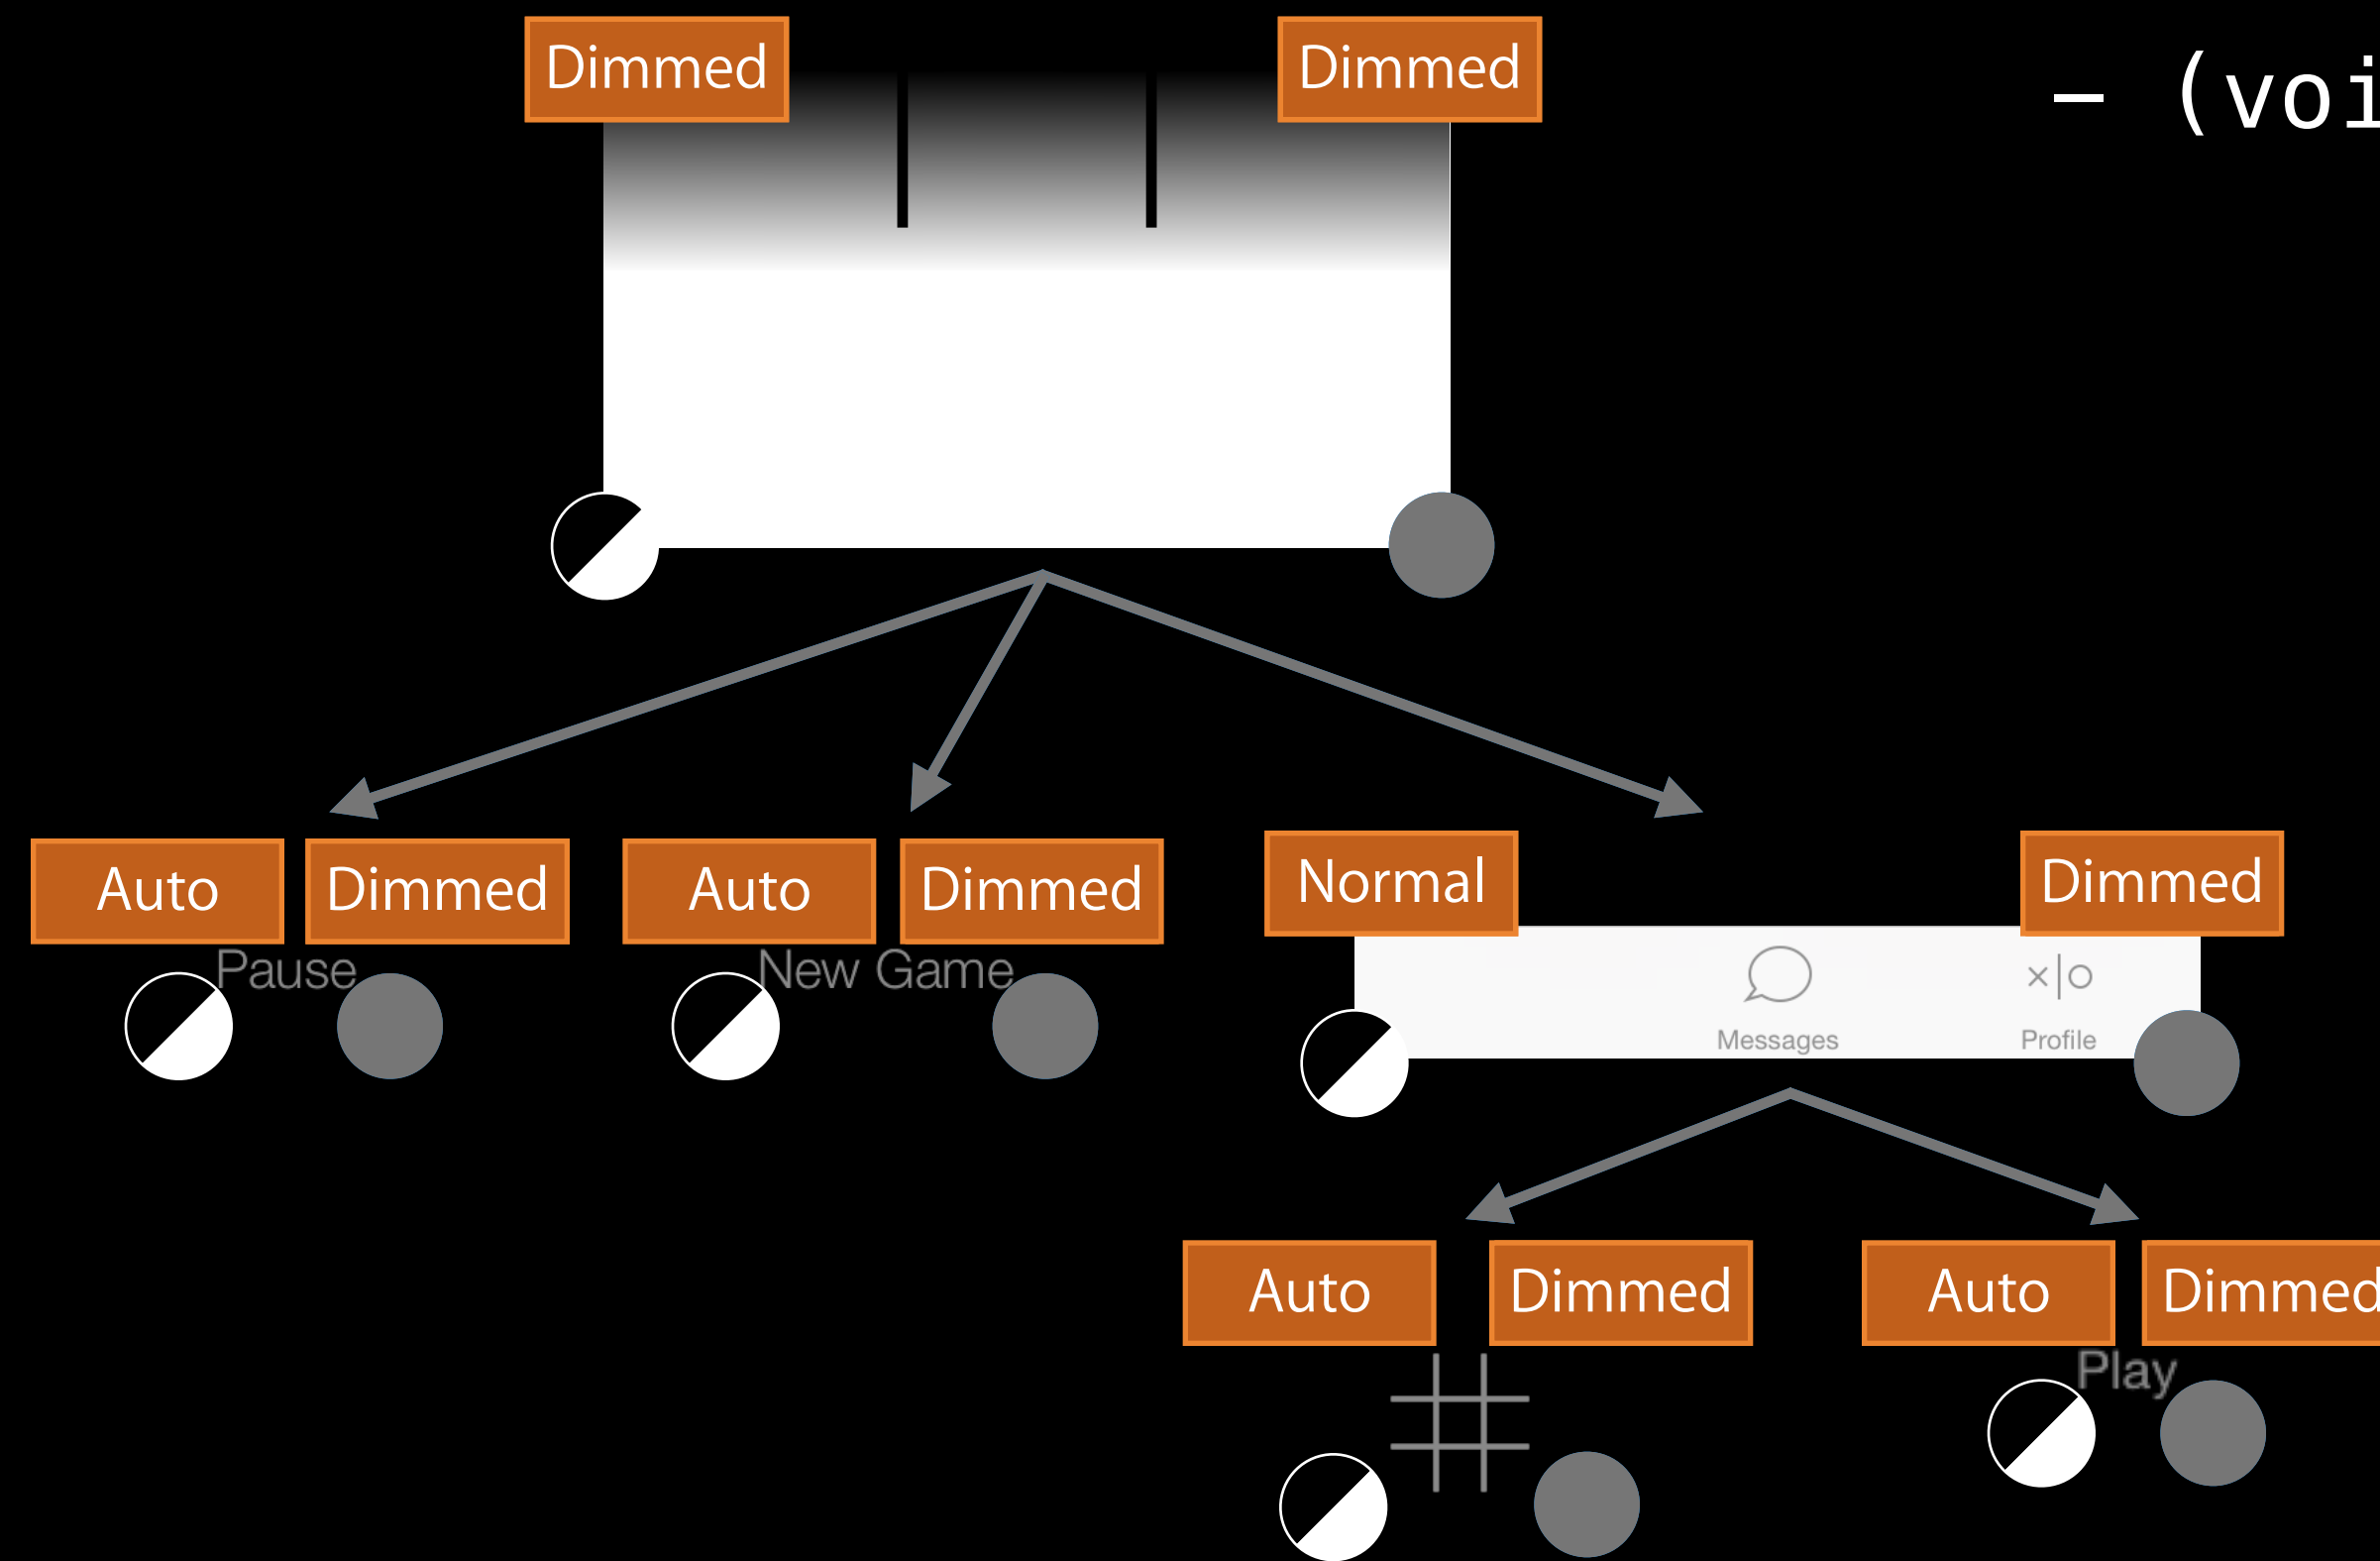 Dimmed
Dimmed
– (voi
Auto
Dimmed
Auto
Dimmed
Normal
Dimmed
Pause
New Game
Messages
Profile
Auto
Dimmed
Auto
Dimmed
Play